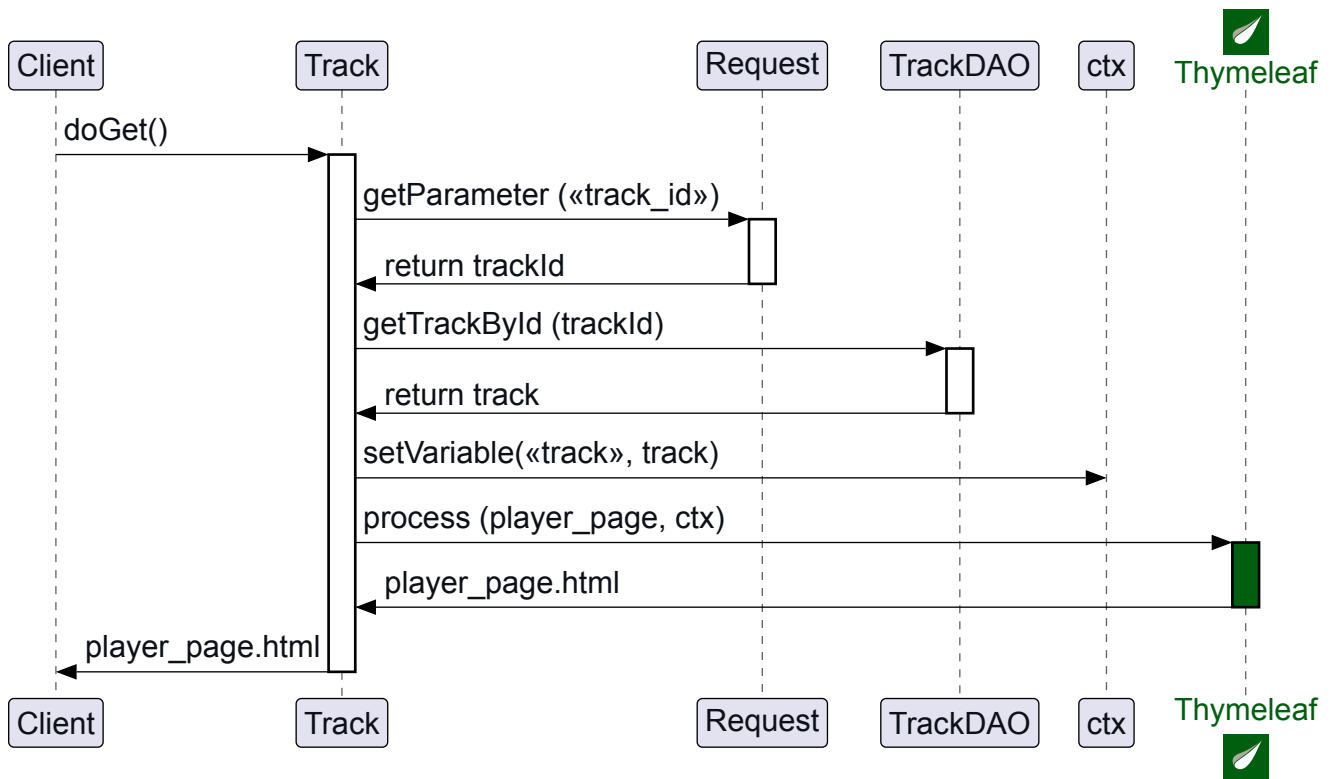 Client
Track
Request
TrackDAO
ctx
Thymeleaf
doGet()
getParameter («track_id»)
return trackId
getTrackById (trackId)
return track
setVariable(«track», track)
process (player_page, ctx)
player_page.html
player_page.html
Client
Track
Request
TrackDAO
ctx
Thymeleaf